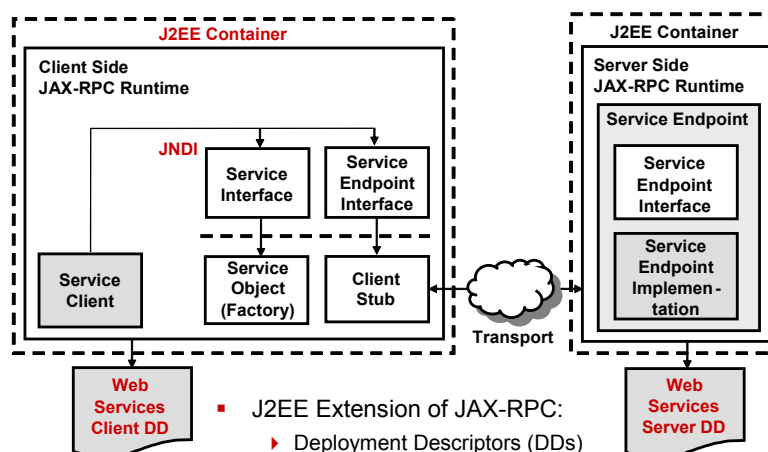 J2EE Container
Client Side
JAX-RPC Runtime
JNDI
Service
Interface
Service
Endpoint
Interface
Service
Client
Service
Object
(Factory)
Client
Stub
Transport
J2EE Container
Server Side
JAX-RPC Runtime
Service Endpoint
Service
Endpoint
Interface
Service
Endpoint
Implemen-
tation
Web
Services
Client DD
Web
Services
Server DD
▪ J2EE Extension of JAX-RPC:
▸ Deployment Descriptors (DDs)